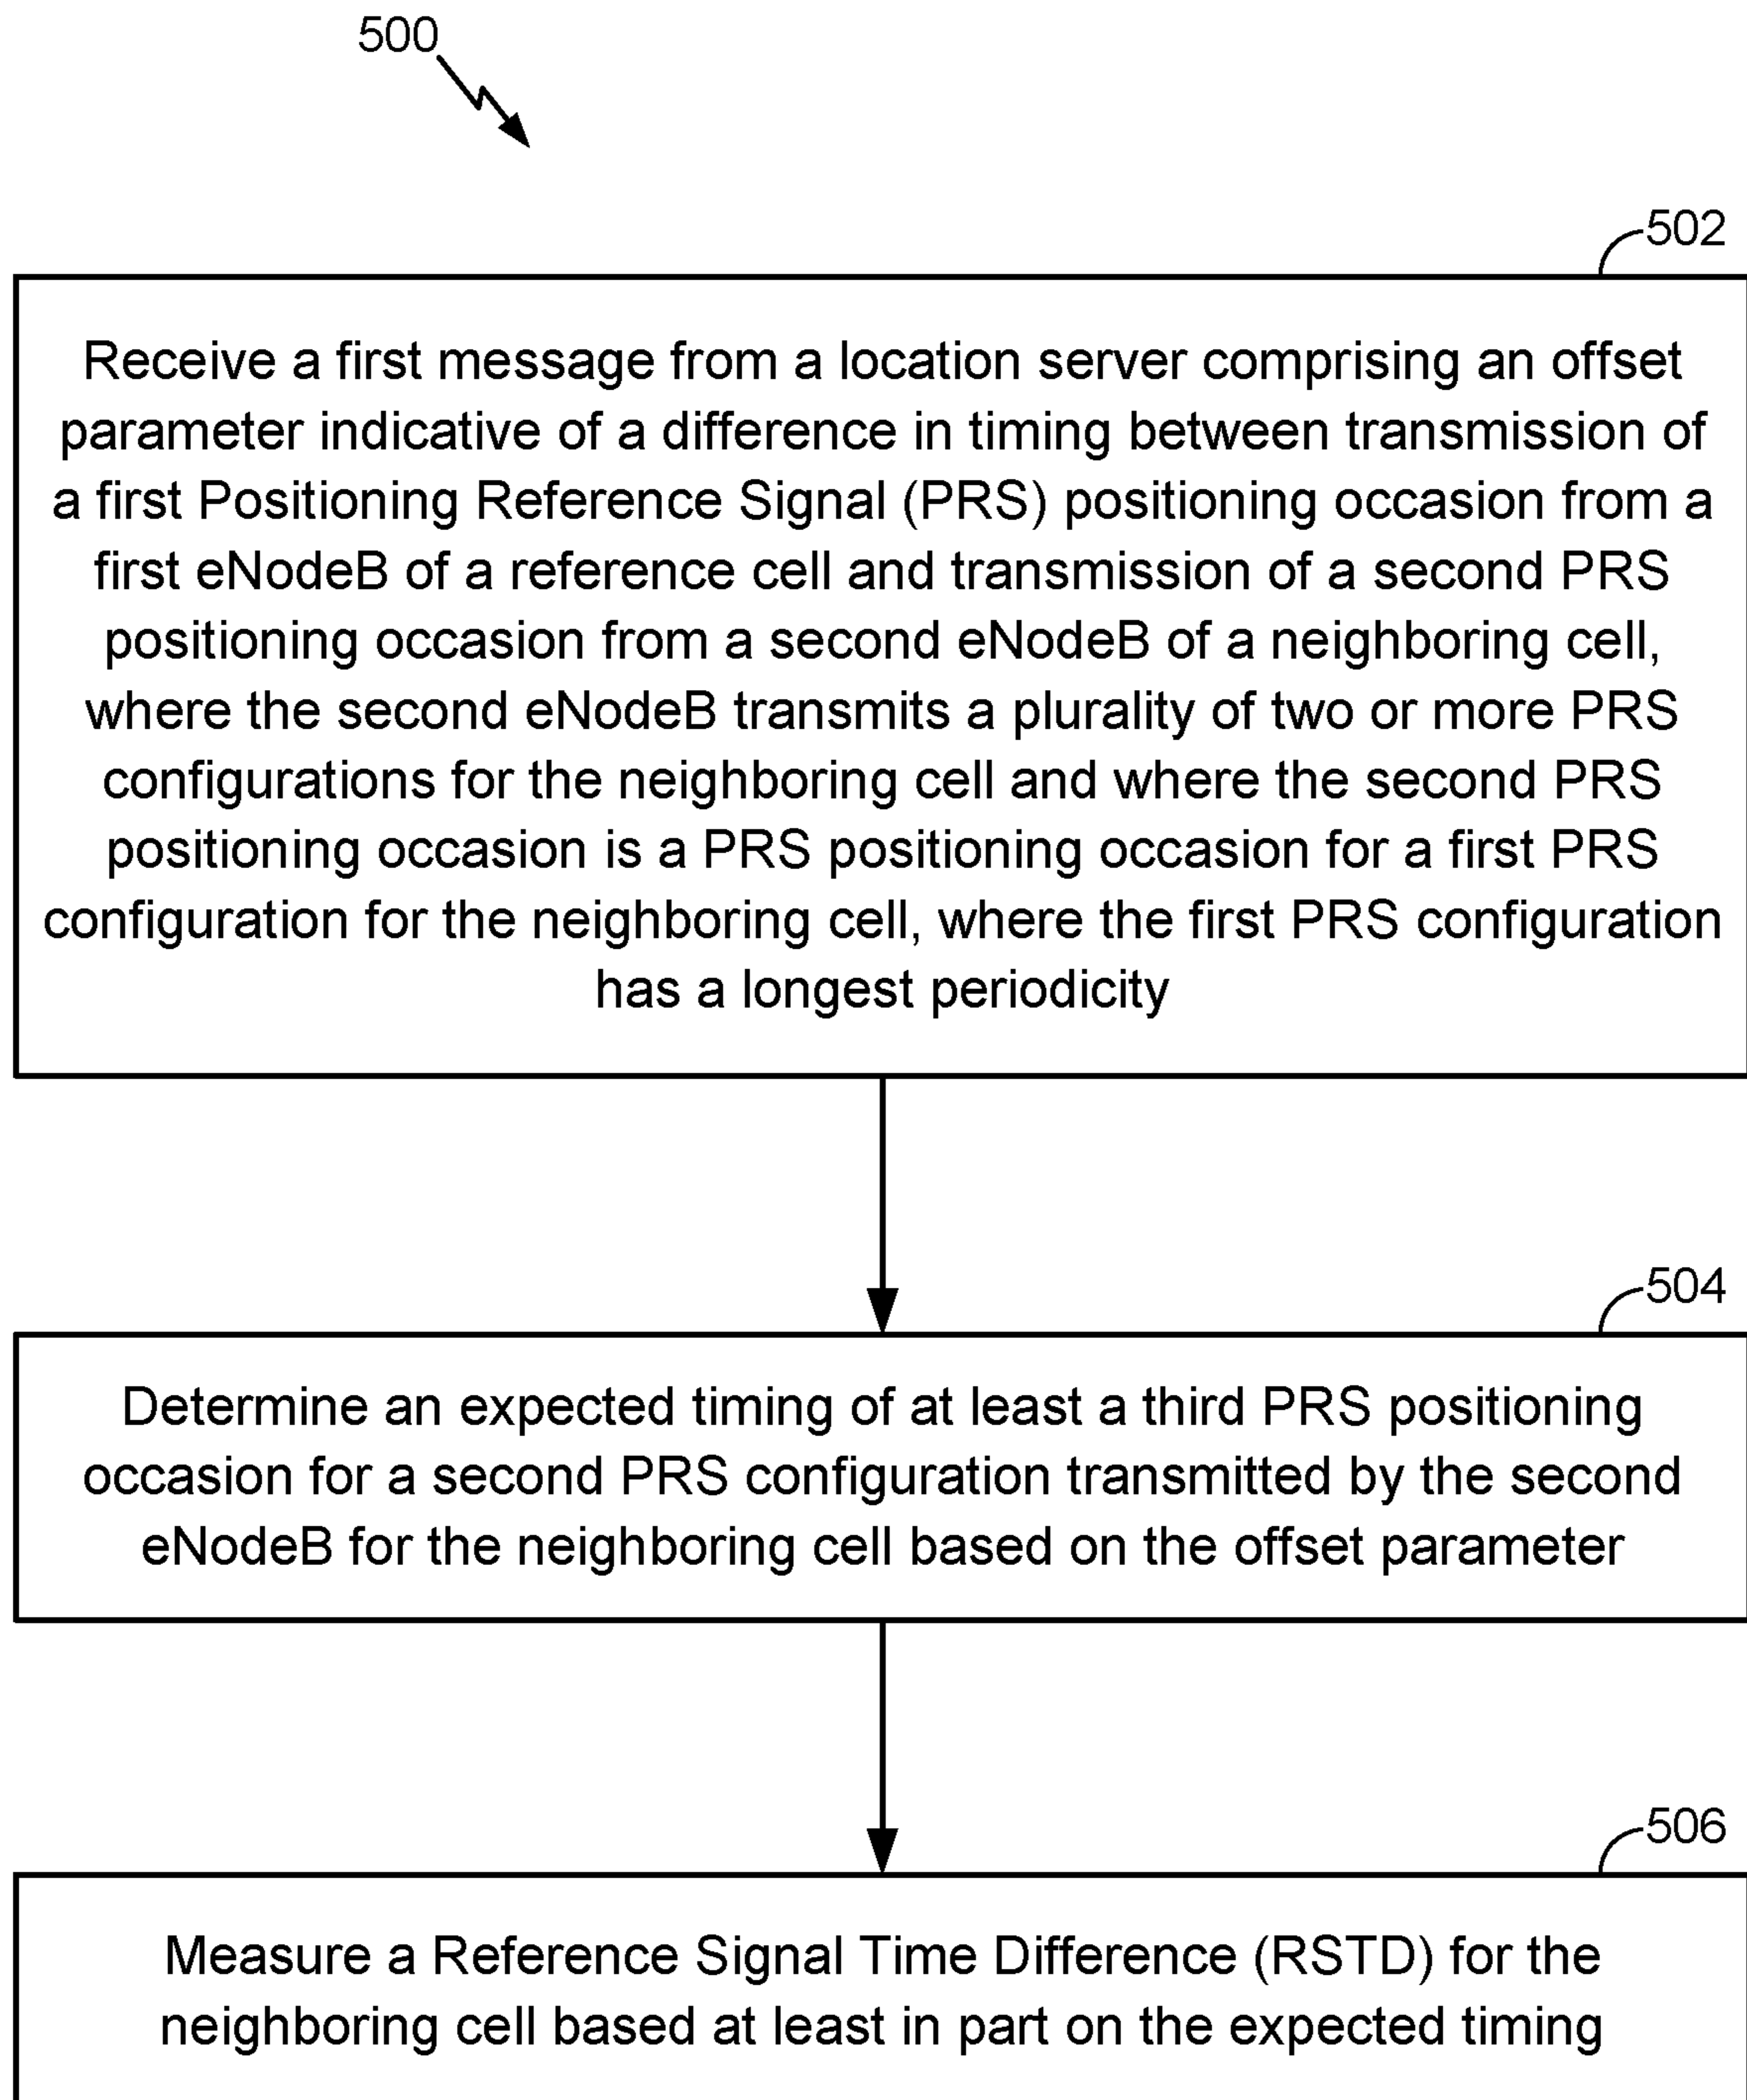 500
502
Receive a first message from a location server comprising an offset
parameter indicative of a difference in timing between transmission of
a first Positioning Reference Signal (PRS) positioning occasion from a
first eNodeB of a reference cell and transmission of a second PRS
positioning occasion from a second eNodeB of a neighboring cell,
where the second eNodeB transmits a plurality of two or more PRS
configurations for the neighboring cell and where the second PRS
positioning occasion is a PRS positioning occasion for a first PRS
configuration for the neighboring cell, where the first PRS configuration
has a longest periodicity
504
Determine an expected timing of at least a third PRS positioning
occasion for a second PRS configuration transmitted by the second
eNodeB for the neighboring cell based on the offset parameter
506
Measure a Reference Signal Time Difference (RSTD) for the
neighboring cell based at least in part on the expected timing